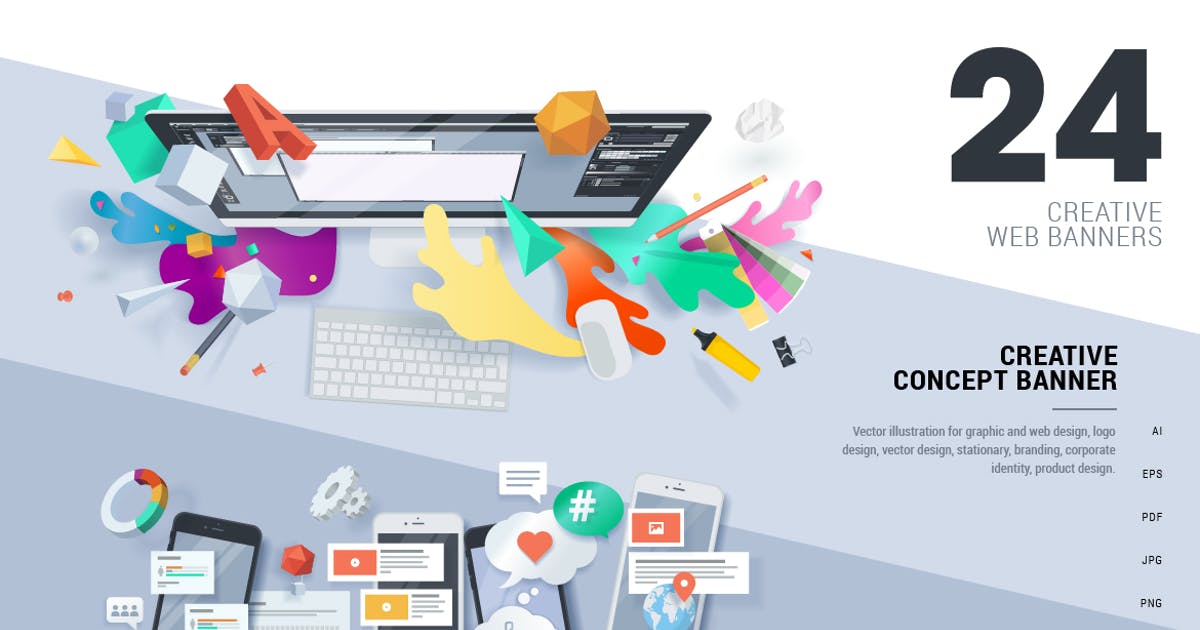 A
24
CREATIVE
WEB BANNERS
CREATIVE
CONCEPT BANNER
Vector illustration for graphic and web design, logo
design, vector design, stationary, branding, corporate
identity, product design.
AI
EPS
PDF
JPG
PNG
#